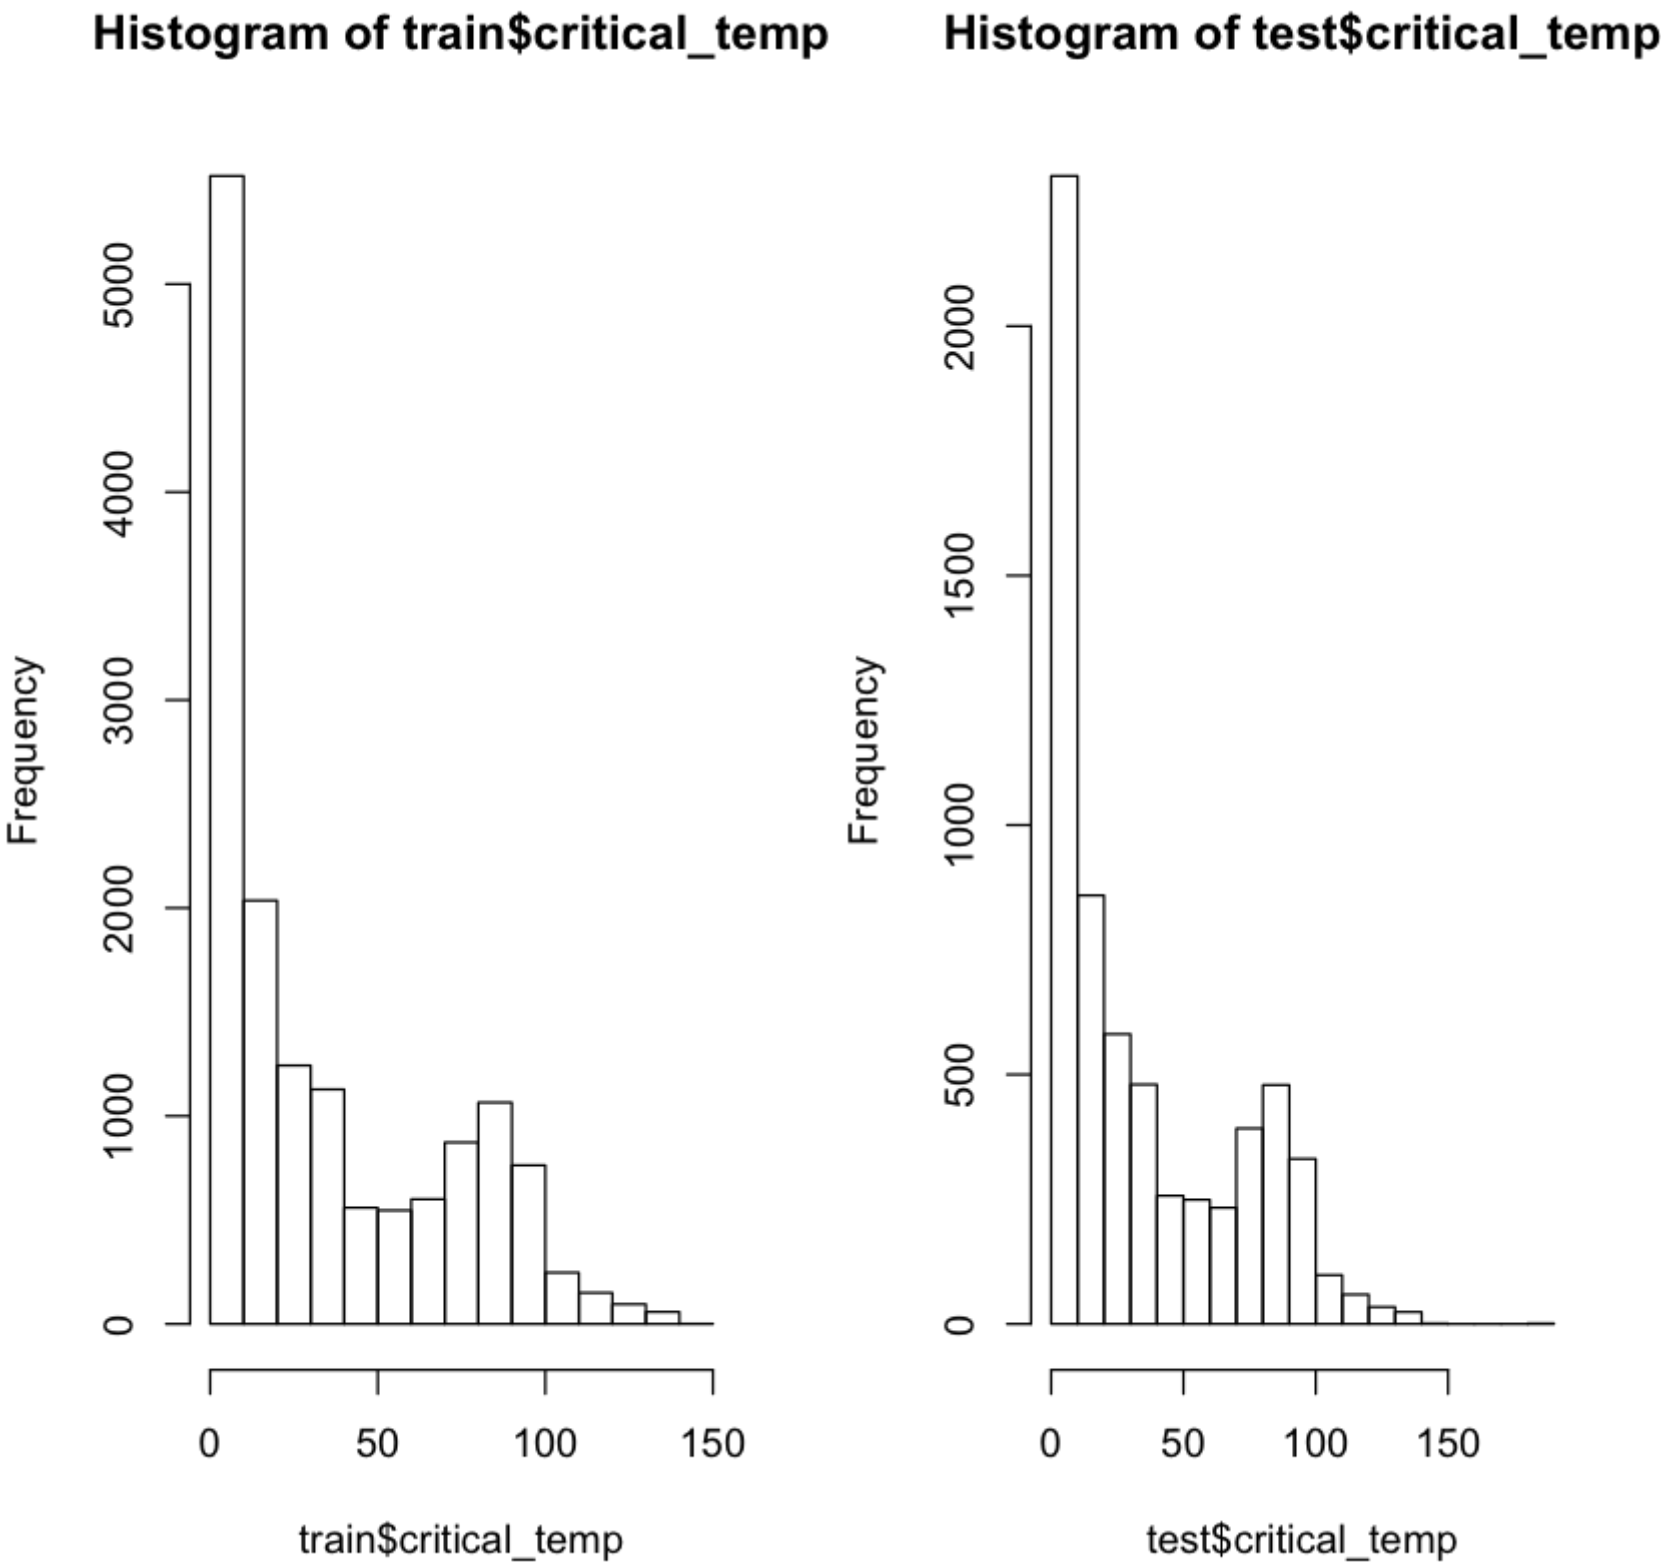 Histogram of train$critical_temp
Frequency
5000
4000
3000
2000
1000
0
0 50 100 150
train$critical_temp
Histogram of test$critical_temp
Frequency
2000
1500
1000
500
0
0 50 100 150
test$critical_temp